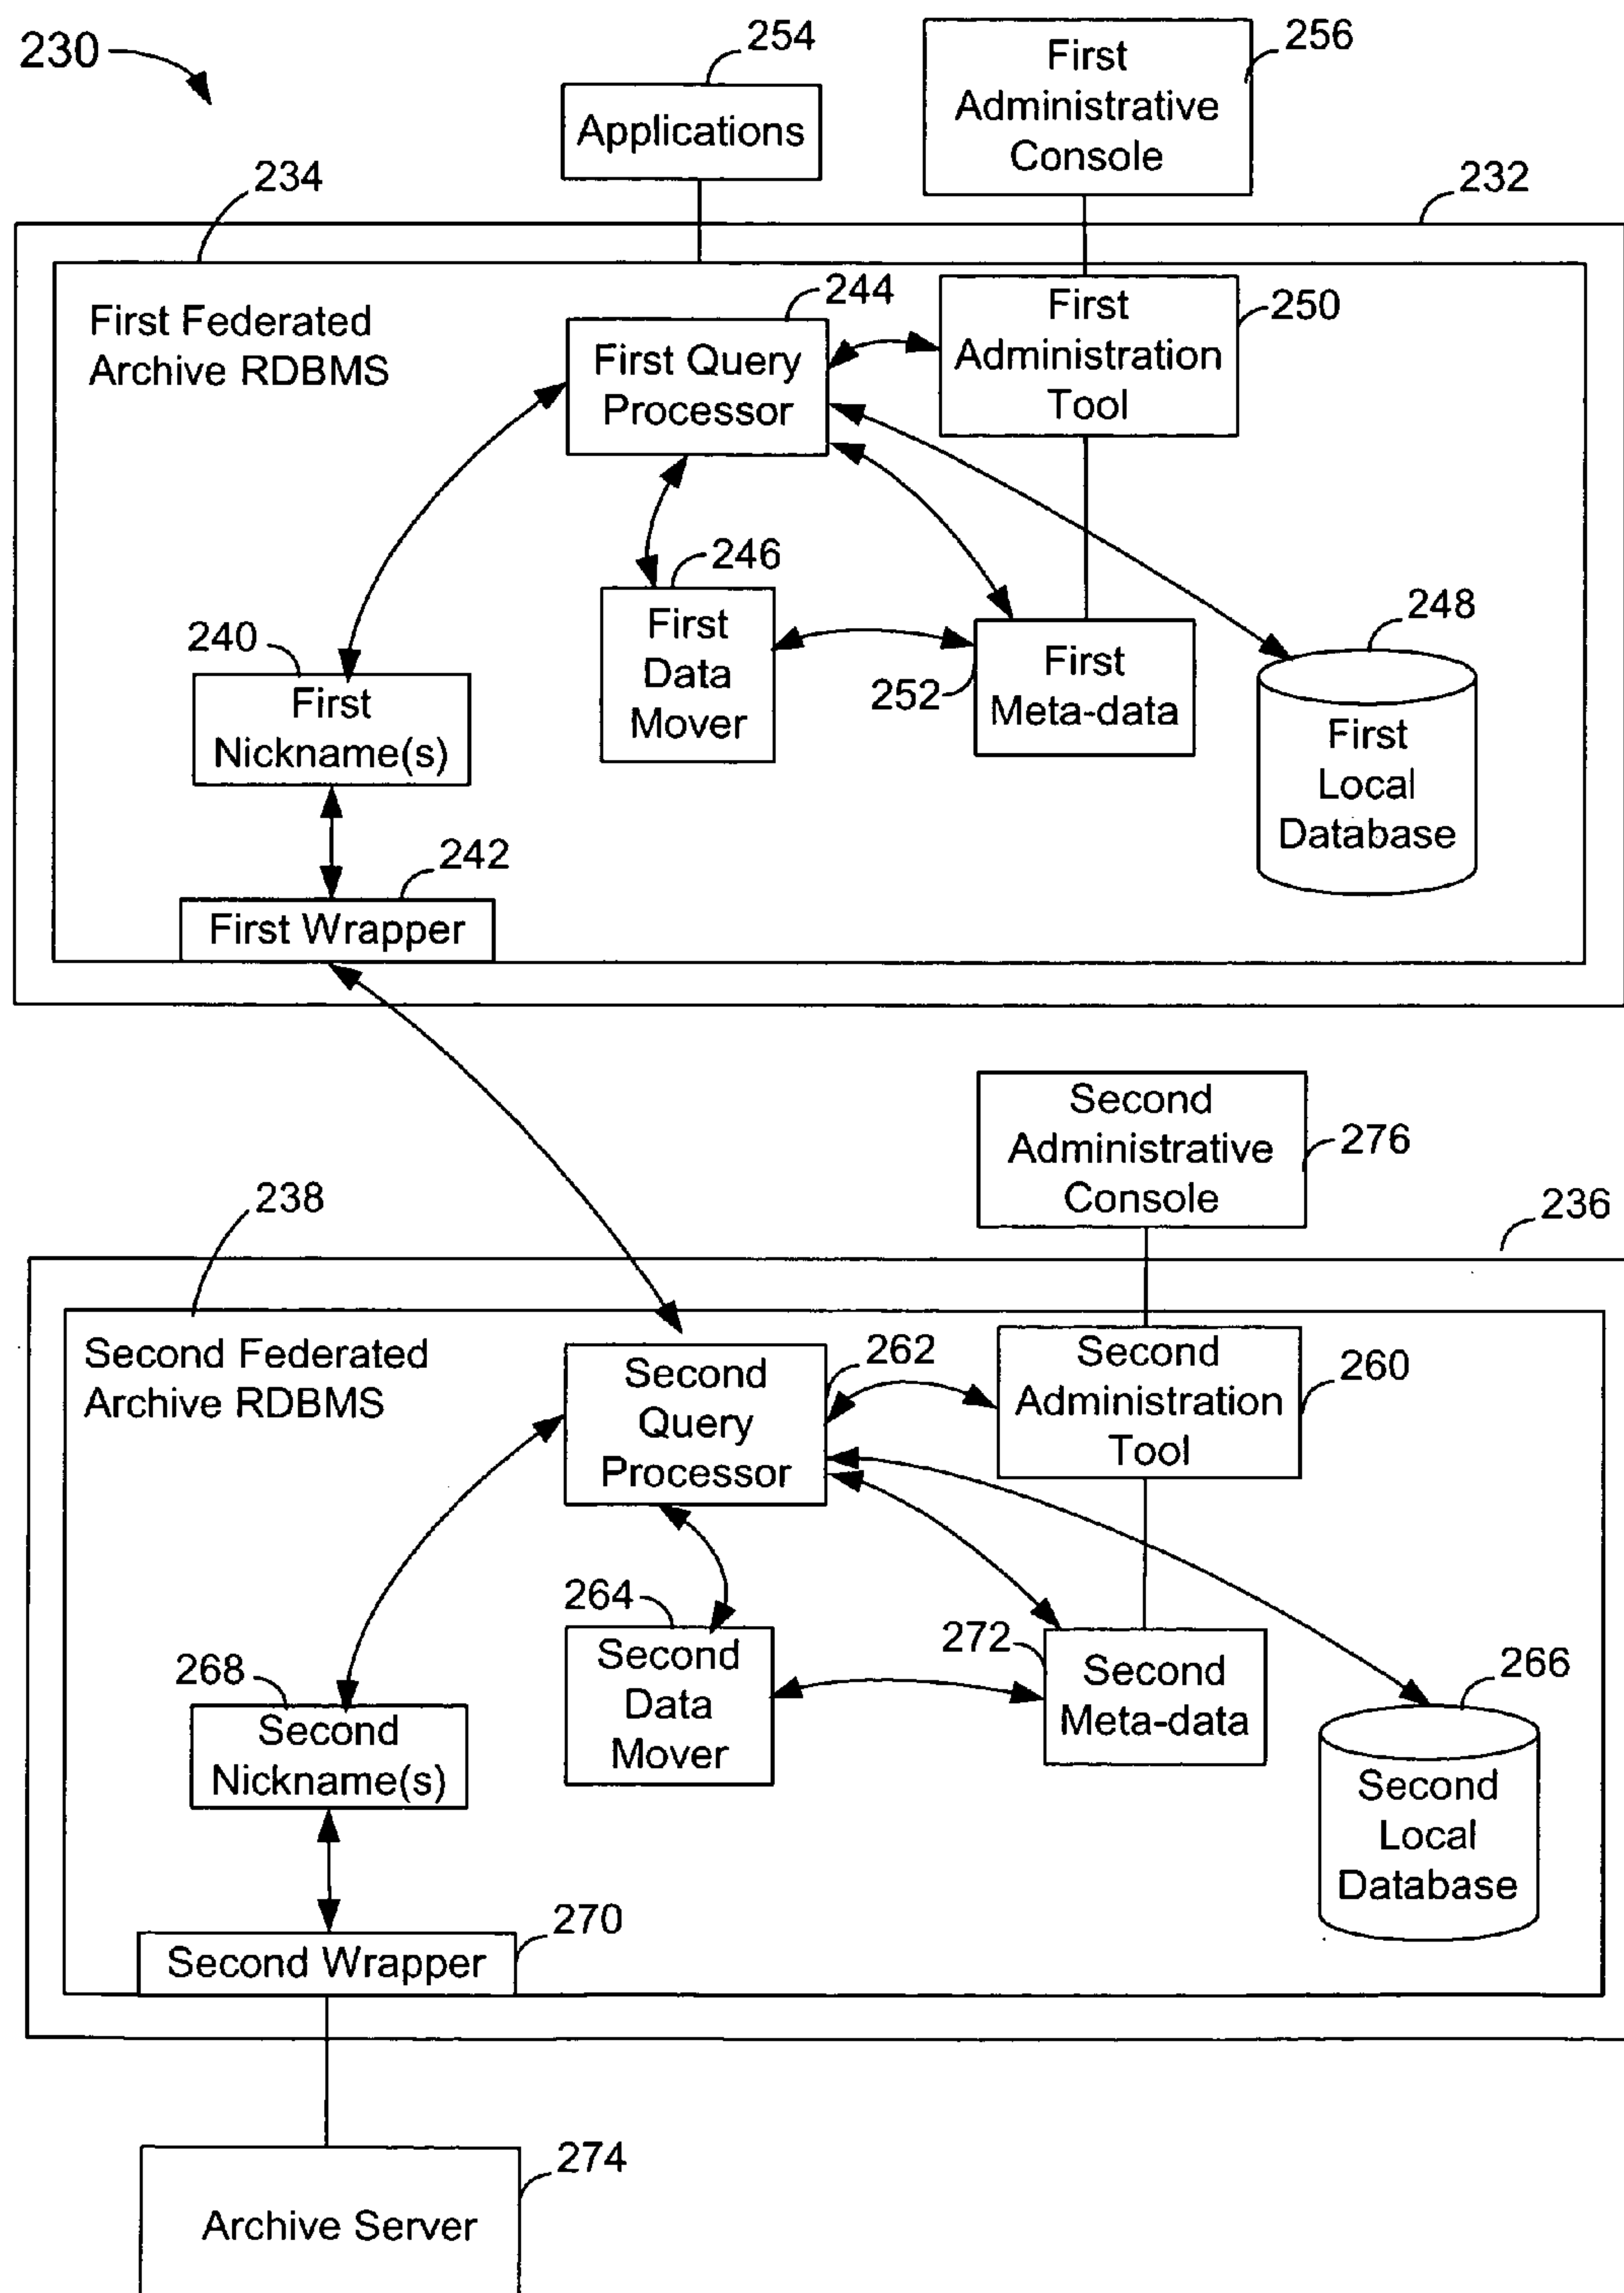 230
254
Applications
First
Administrative
Console
256
234
232
First Federated
Archive RDBMS
244
First Query
Processor
First
Administration
Tool
250
246
First
Data
Mover
252
First
Meta-data
248
First
Local
Database
240
First
Nickname(s)
242
First Wrapper
Second
Administrative
Console
276
238
236
Second Federated
Archive RDBMS
262
Second
Query
Processor
Second
Administration
Tool
260
264
Second
Data
Mover
272
Second
Meta-data
266
Second
Local
Database
268
Second
Nickname(s)
270
Second Wrapper
274
Archive Server